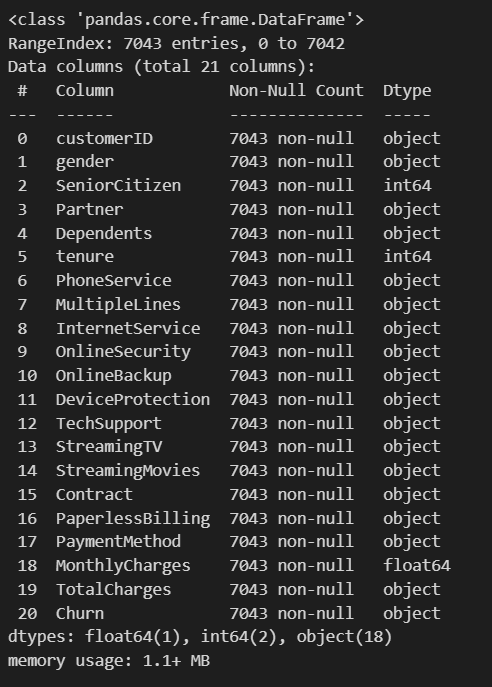 <class 'pandas.core.frame.DataFrame'>
RangeIndex: 7043 entries, 0 to 7042
Data columns (total 21 columns):
 #   Column            Non-Null Count  Dtype
---  ------            --------------  -----
 0   customerID        7043 non-null   object
 1   gender            7043 non-null   object
 2   SeniorCitizen     7043 non-null   int64
 3   Partner           7043 non-null   object
 4   Dependents        7043 non-null   object
 5   tenure            7043 non-null   int64
 6   PhoneService      7043 non-null   object
 7   MultipleLines     7043 non-null   object
 8   InternetService   7043 non-null   object
 9   OnlineSecurity    7043 non-null   object
 10  OnlineBackup      7043 non-null   object
 11  DeviceProtection  7043 non-null   object
 12  TechSupport       7043 non-null   object
 13  StreamingTV       7043 non-null   object
 14  StreamingMovies   7043 non-null   object
 15  Contract          7043 non-null   object
 16  PaperlessBilling  7043 non-null   object
 17  PaymentMethod     7043 non-null   object
 18  MonthlyCharges    7043 non-null   float64
 19  TotalCharges      7043 non-null   object
 20  Churn             7043 non-null   object
dtypes: float64(1), int64(2), object(18)
memory usage: 1.1+ MB